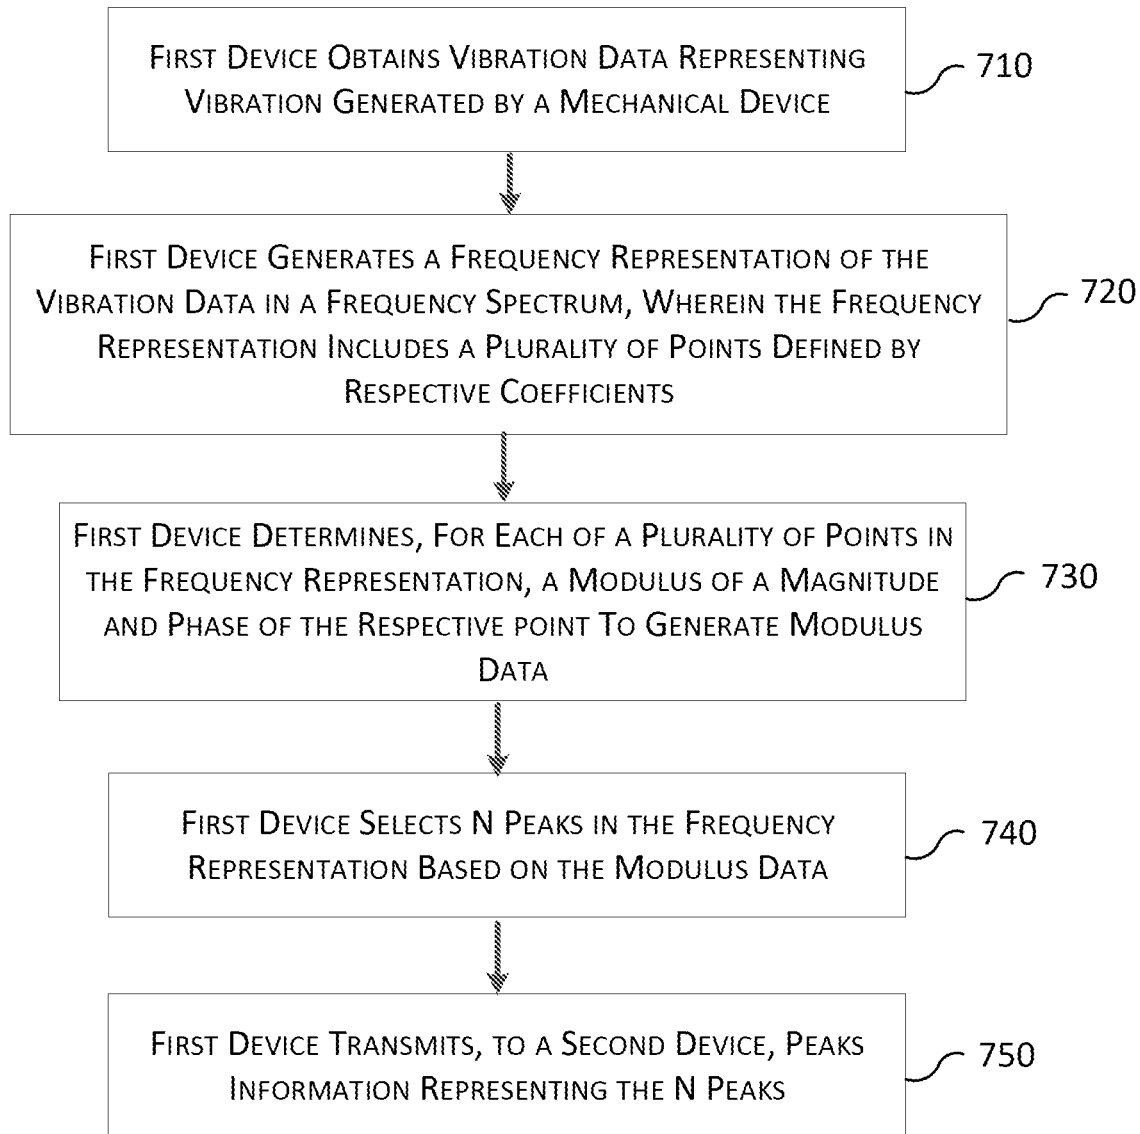 First Device Obtains Vibration Data Representing
Vibration Generated by a Mechanical Device
710
First Device Generates a Frequency Representation of the
Vibration Data in a Frequency Spectrum, Wherein the Frequency
Representation Includes a Plurality of Points Defined by
Respective Coefficients
720
First Device Determines, For Each of a Plurality of Points in
the Frequency Representation, a Modulus of a Magnitude
and Phase of the Respective point To Generate Modulus
Data
730
First Device Selects N Peaks in the Frequency
Representation Based on the Modulus Data
740
First Device Transmits, to a Second Device, Peaks
Information Representing the N Peaks
750